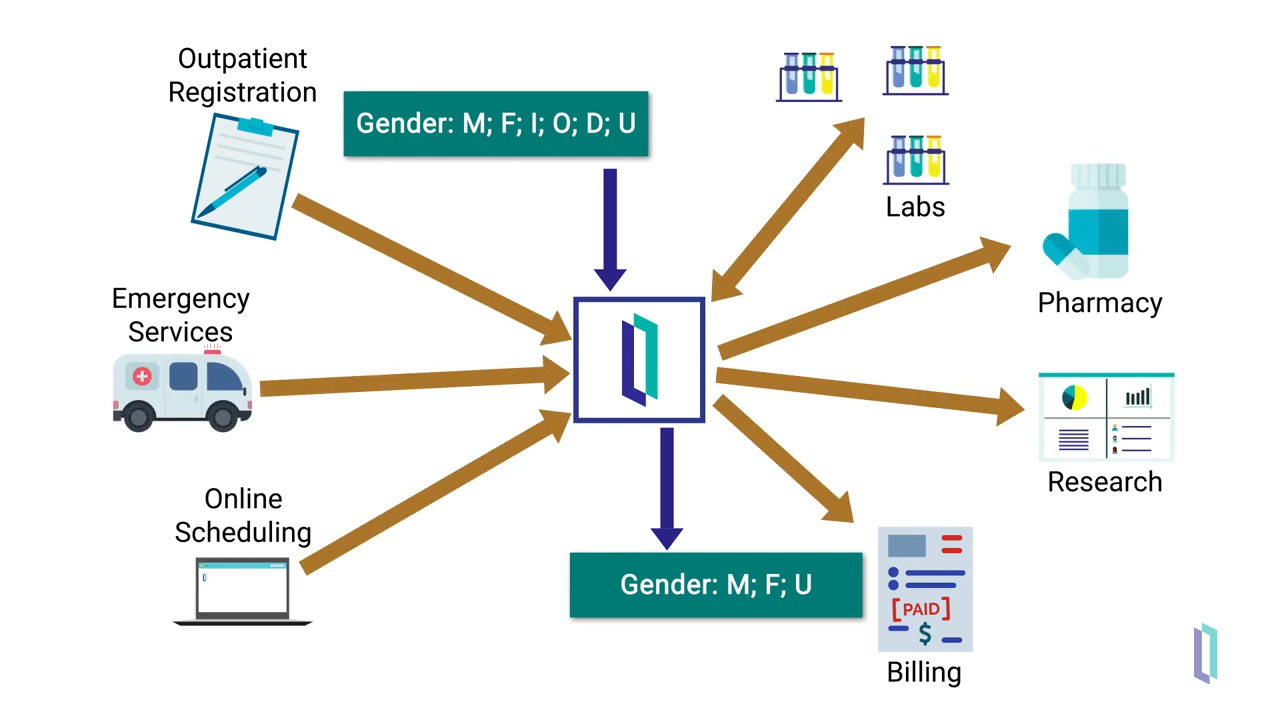 Outpatient
Registration
Gender: M; F; I; O; D; U
Labs
Pharmacy
Emergency
Services
Research
Online
Scheduling
Gender: M; F; U
[PAID]
$
Billing